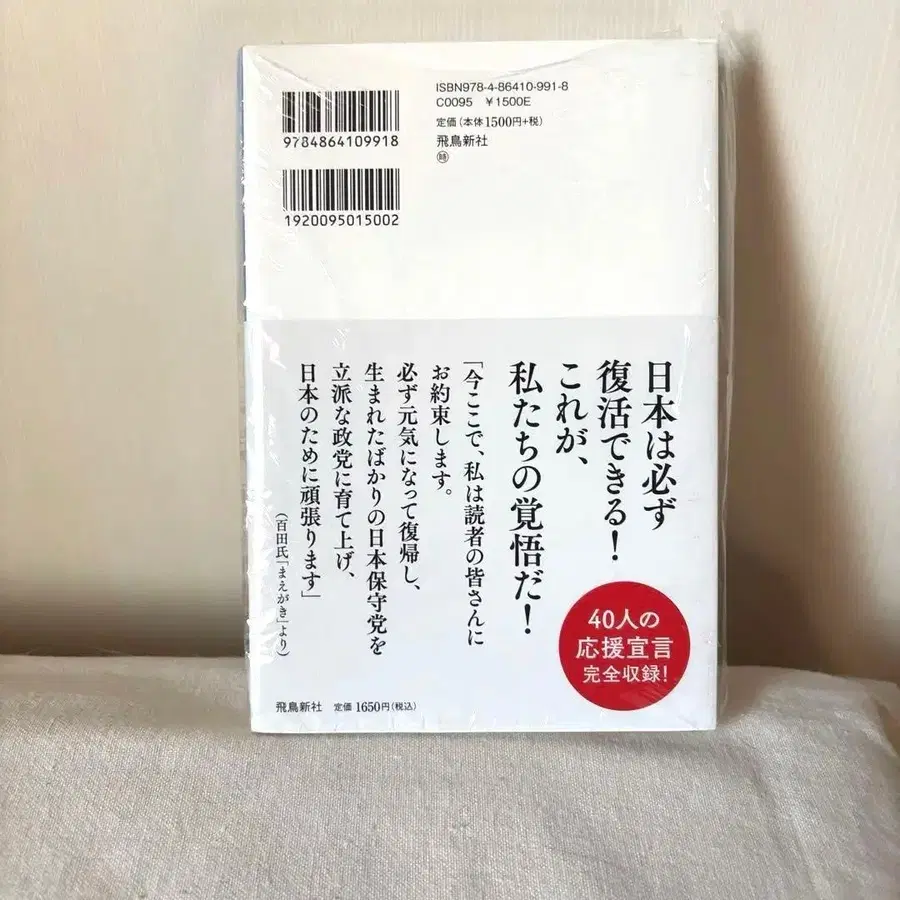 ISBN978-4-86410-991-8
C0095 ¥1500E
定価(本体1500円+税)
飛鳥新社
9784864109918
1920095015002
日本は必ず
復活できる!
これが、
私たちの覚悟だ!
「今ここで、私は読者の皆さんに
お約束します。
必ず元気になって復帰し、
生まれたばかりの日本保守党を
立派な政党に育て上げ、
日本のために頑張ります」
(百田氏「まえがき」より)
40人の
応援宣言
完全収録!
飛鳥新社 定価 1650円(税込)